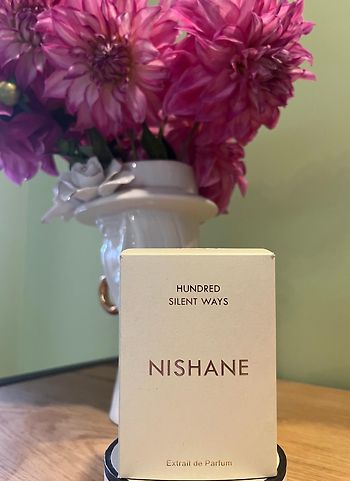 HUNDRED
SILENT WAYS
NISHANE
Extrait de Parfum